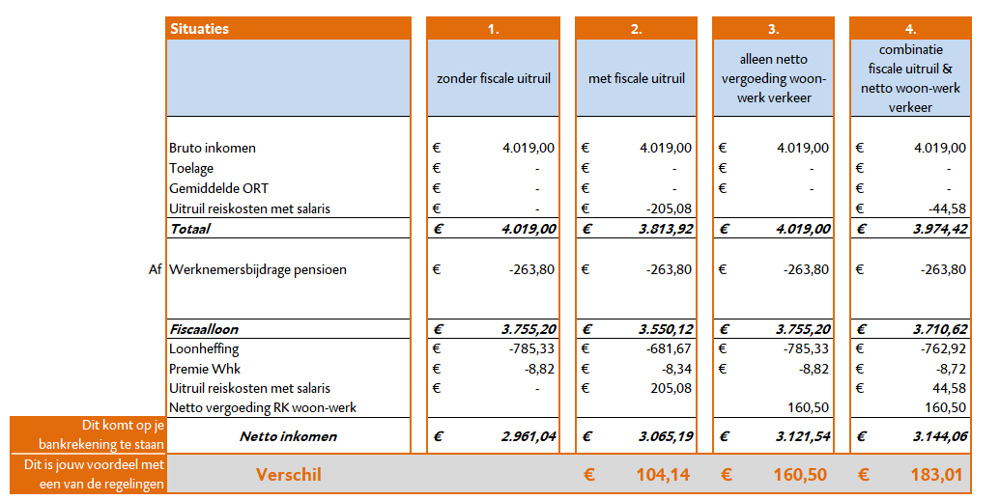 Situaties 1. 2. 3. 4.
zonder fiscale uitruil met fiscale uitruil alleen netto vergoeding woon-werk verkeer combinatie fiscale uitruil & netto woon-werk verkeer
Bruto inkomen € 4.019,00 € 4.019,00 € 4.019,00 € 4.019,00
Toelage € - € - € - € -
Gemiddelde ORT € - € - € - € -
Uitruil reiskosten met salaris € - € -205,08 € -44,58
Totaal € 4.019,00 € 3.813,92 € 4.019,00 € 3.974,42
Af Werknemersbijdrage pensioen € -263,80 € -263,80 € -263,80 € -263,80
Fiscaalloon € 3.755,20 € 3.550,12 € 3.755,20 € 3.710,62
Loonheffing € -785,33 € -681,67 € -785,33 € -762,92
Premie Whk € -8,82 € -8,34 € -8,82 € -8,72
Uitruil reiskosten met salaris € - € 205,08 € 44,58
Netto vergoeding RK woon-werk 160,50 160,50
Dit komt op je
bankrekening te staan
Netto inkomen € 2.961,04 € 3.065,19 € 3.121,54 € 3.144,06
Dit is jouw voordeel met
een van de regelingen
Verschil € 104,14 € 160,50 € 183,01